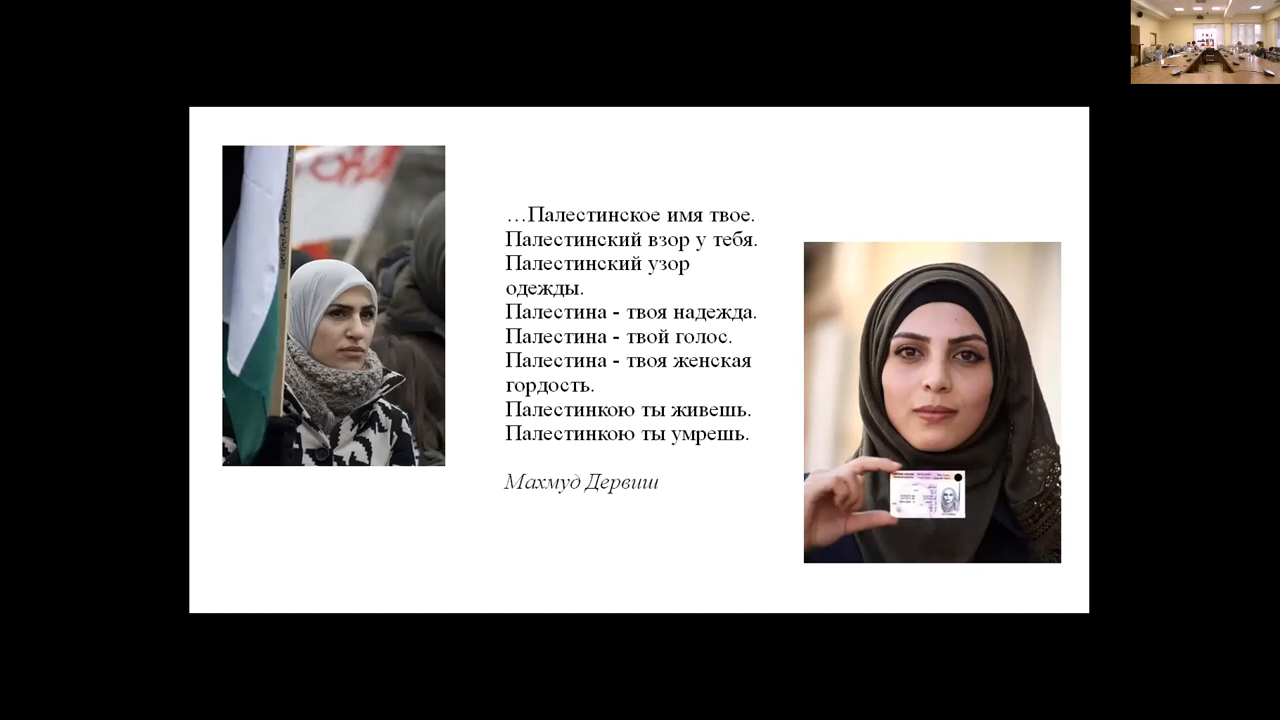 …Палестинское имя твое.
Палестинский взор у тебя.
Палестинский узор
одежды.
Палестина - твоя надежда.
Палестина - твой голос.
Палестина - твоя женская
гордость.
Палестинкою ты живешь.
Палестинкою ты умрешь.
Махмуд Дервиш